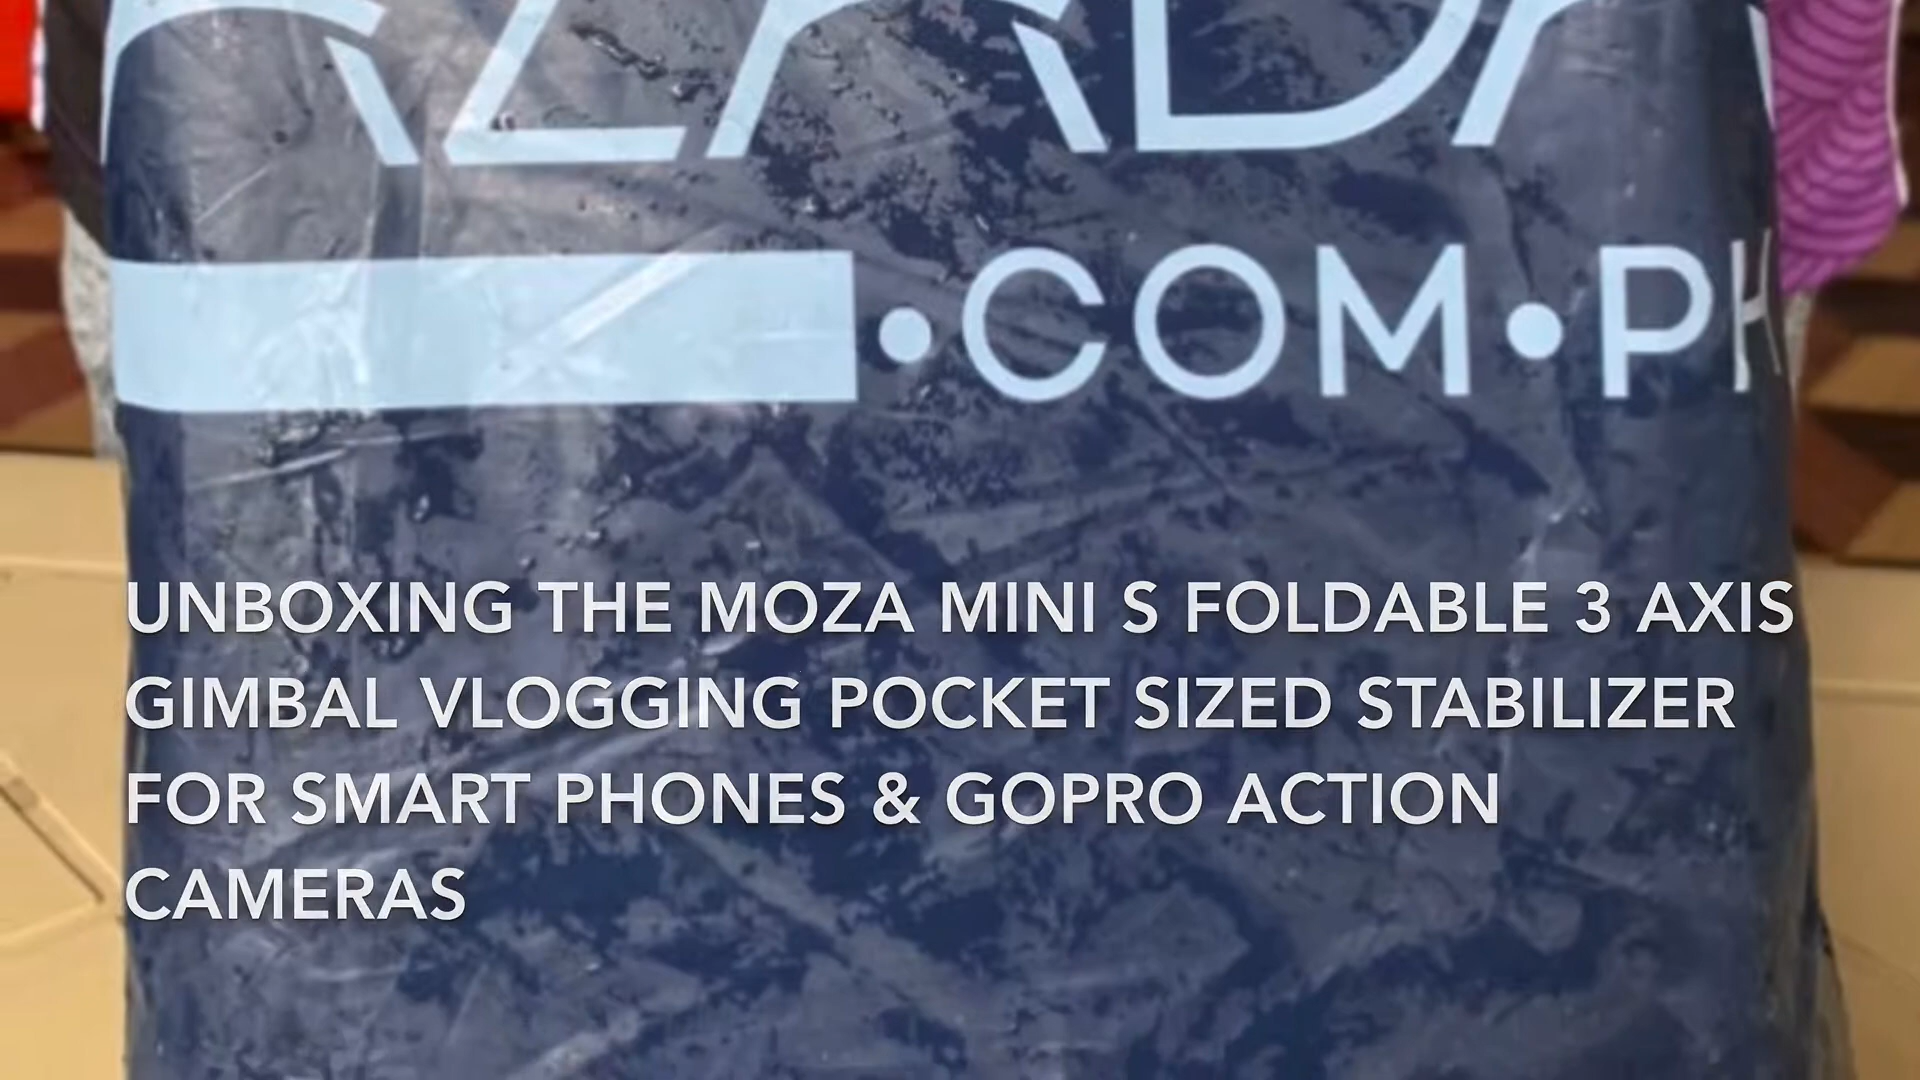 AZADA
•COM•PH
UNBOXING THE MOZA MINI S FOLDABLE 3 AXIS
GIMBAL VLOGGING POCKET SIZED STABILIZER
FOR SMART PHONES & GOPRO ACTION
CAMERAS